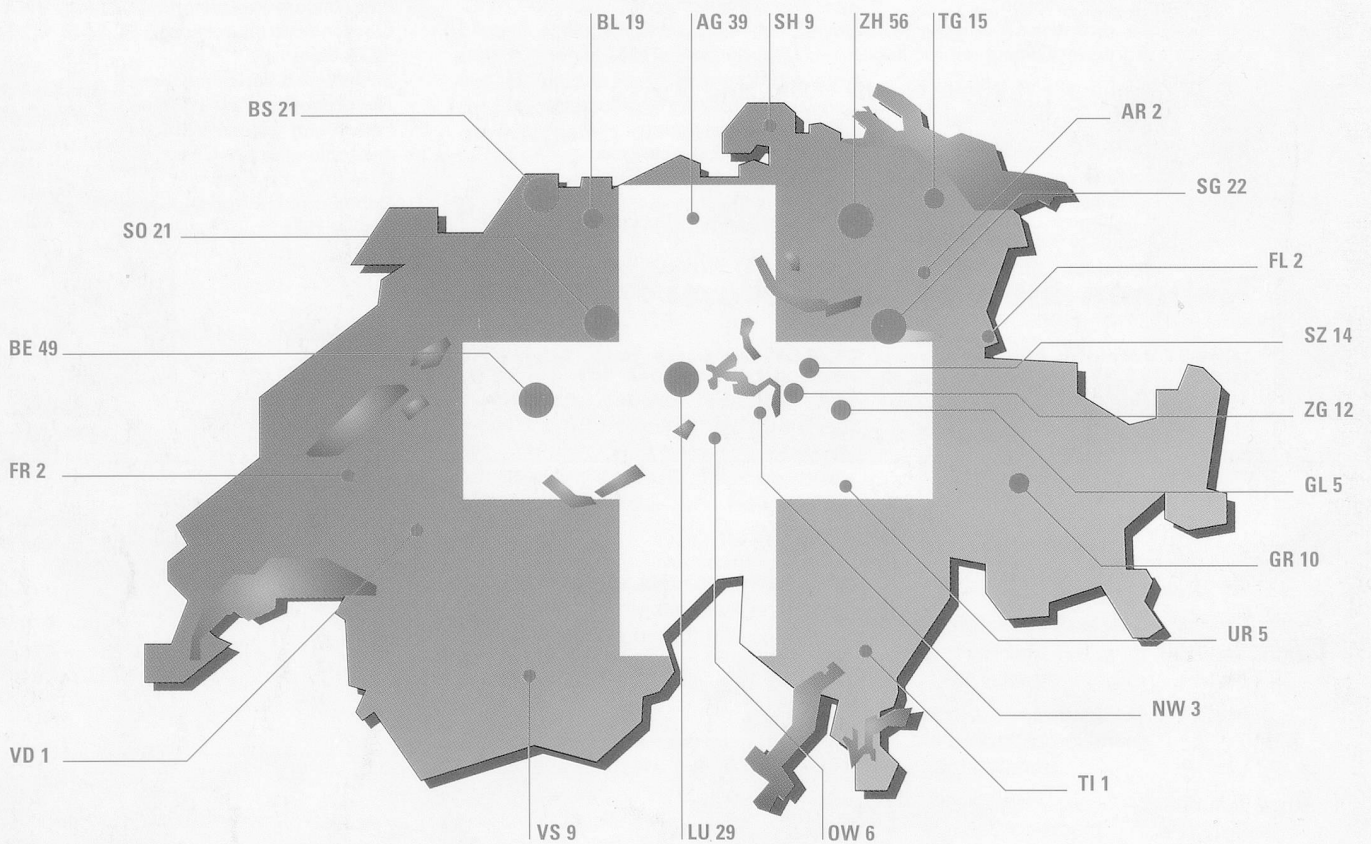 BL 19
AG 39
SH 9
ZH 56
TG 15
BS 21
AR 2
SG 22
SO 21
FL 2
SZ 14
BE 49
ZG 12
FR 2
GL 5
GR 10
UR 5
NW 3
VD 1
TI 1
VS 9
LU 29
OW 6